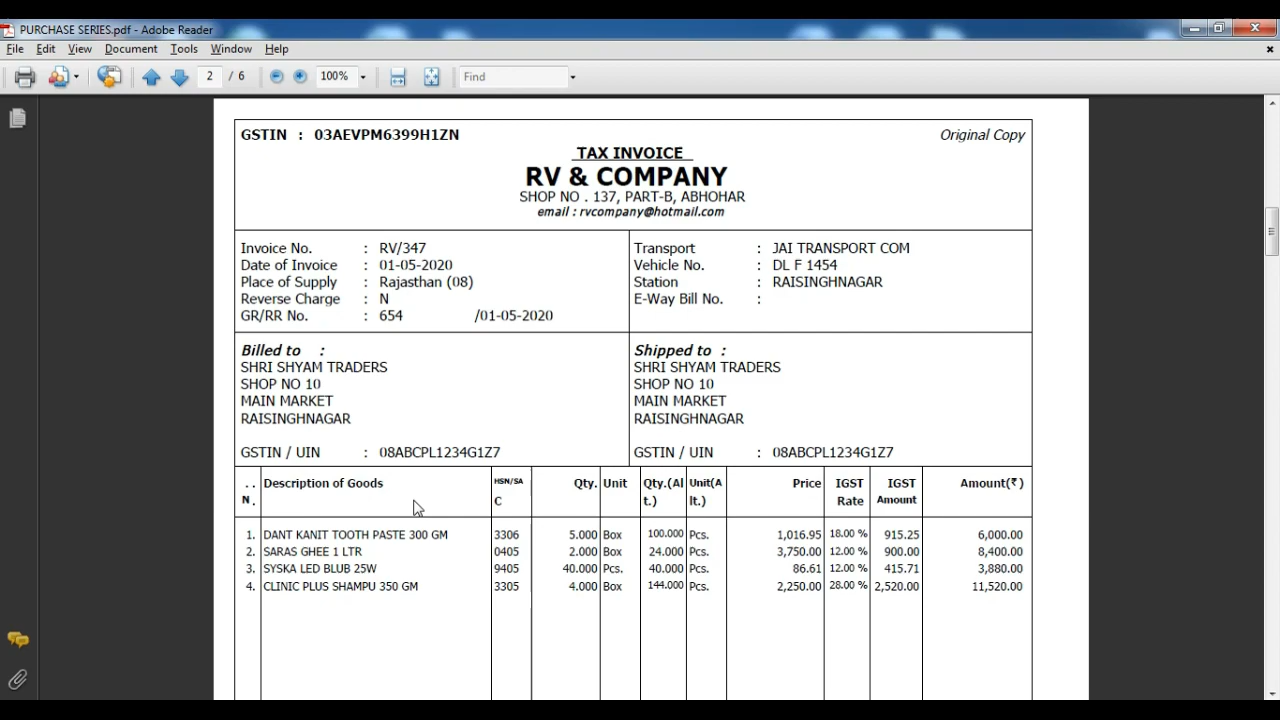 PURCHASE SERIES.pdf - Adobe Reader
File Edit View Document Tools Window Help
2 / 6 100% Find
GSTIN : 03AEVPM6399H1ZN Original Copy
TAX INVOICE
RV & COMPANY
SHOP NO . 137, PART-B, ABHOHAR
email : rvcompany@hotmail.com
Invoice No. : RV/347 Transport : JAI TRANSPORT COM
Date of Invoice : 01-05-2020 Vehicle No. : DL F 1454
Place of Supply : Rajasthan (08) Station : RAISINGHNAGAR
Reverse Charge : N E-Way Bill No. :
GR/RR No. : 654 /01-05-2020
Billed to : Shipped to :
SHRI SHYAM TRADERS SHRI SHYAM TRADERS
SHOP NO 10 SHOP NO 10
MAIN MARKET MAIN MARKET
RAISINGHNAGAR RAISINGHNAGAR
GSTIN / UIN : 08ABCPL1234G1Z7 GSTIN / UIN : 08ABCPL1234G1Z7
. . Description of Goods HSN/SA Qty. Unit Qty.(Al Unit(A Price IGST IGST Amount(₹)
N. C t.) lt.) Rate Amount
1. DANT KANIT TOOTH PASTE 300 GM 3306 5.000 Box 100.000 Pcs. 1,016.95 18.00 % 915.25 6,000.00
2. SARAS GHEE 1 LTR 0405 2.000 Box 24.000 Pcs. 3,750.00 12.00 % 900.00 8,400.00
3. SYSKA LED BLUB 25W 9405 40.000 Pcs. 40.000 Pcs. 86.61 12.00 % 415.71 3,880.00
4. CLINIC PLUS SHAMPU 350 GM 3305 4.000 Box 144.000 Pcs. 2,250.00 28.00 % 2,520.00 11,520.00